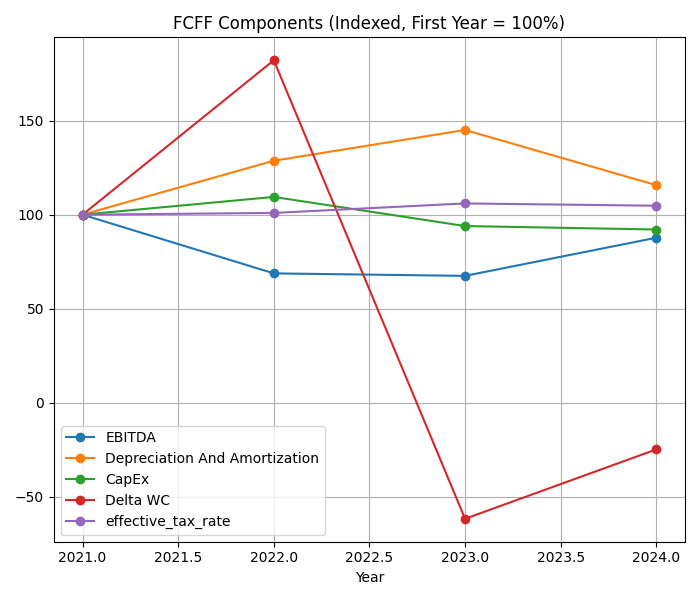 FCFF Components (Indexed, First Year = 100%)
150
100
50
0
−50
EBITDA
Depreciation And Amortization
CapEx
Delta WC
effective_tax_rate
2021.0 2021.5 2022.0 2022.5 2023.0 2023.5 2024.0
Year